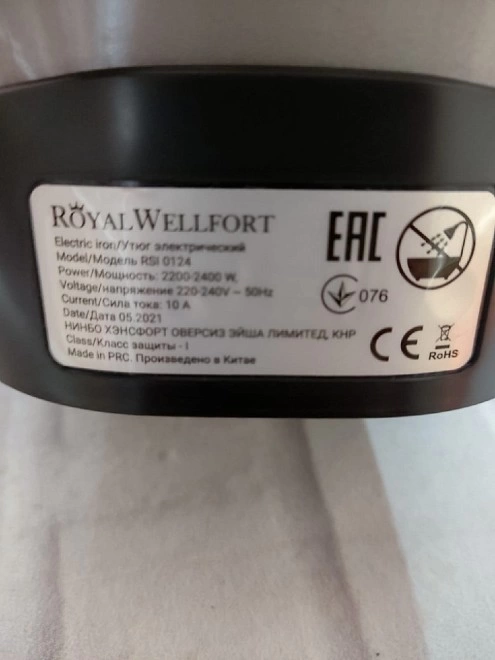 ROYALWELLFORT
Electric iron/Утюг электрический
Model/Модель RSI 0124
Power/Мощность: 2200-2400 W,
Voltage/напряжение 220-240V ~ 50Hz
Current/Сила тока: 10 А
Date/Дата 05.2021
НИНБО ХЭНСФОРТ ОВЕРСИЗ ЭЙША ЛИМИТЕД, КНР
Class/Класс защиты - I
Made in PRC. Произведено в Китае
EAC
076
CE
RoHS